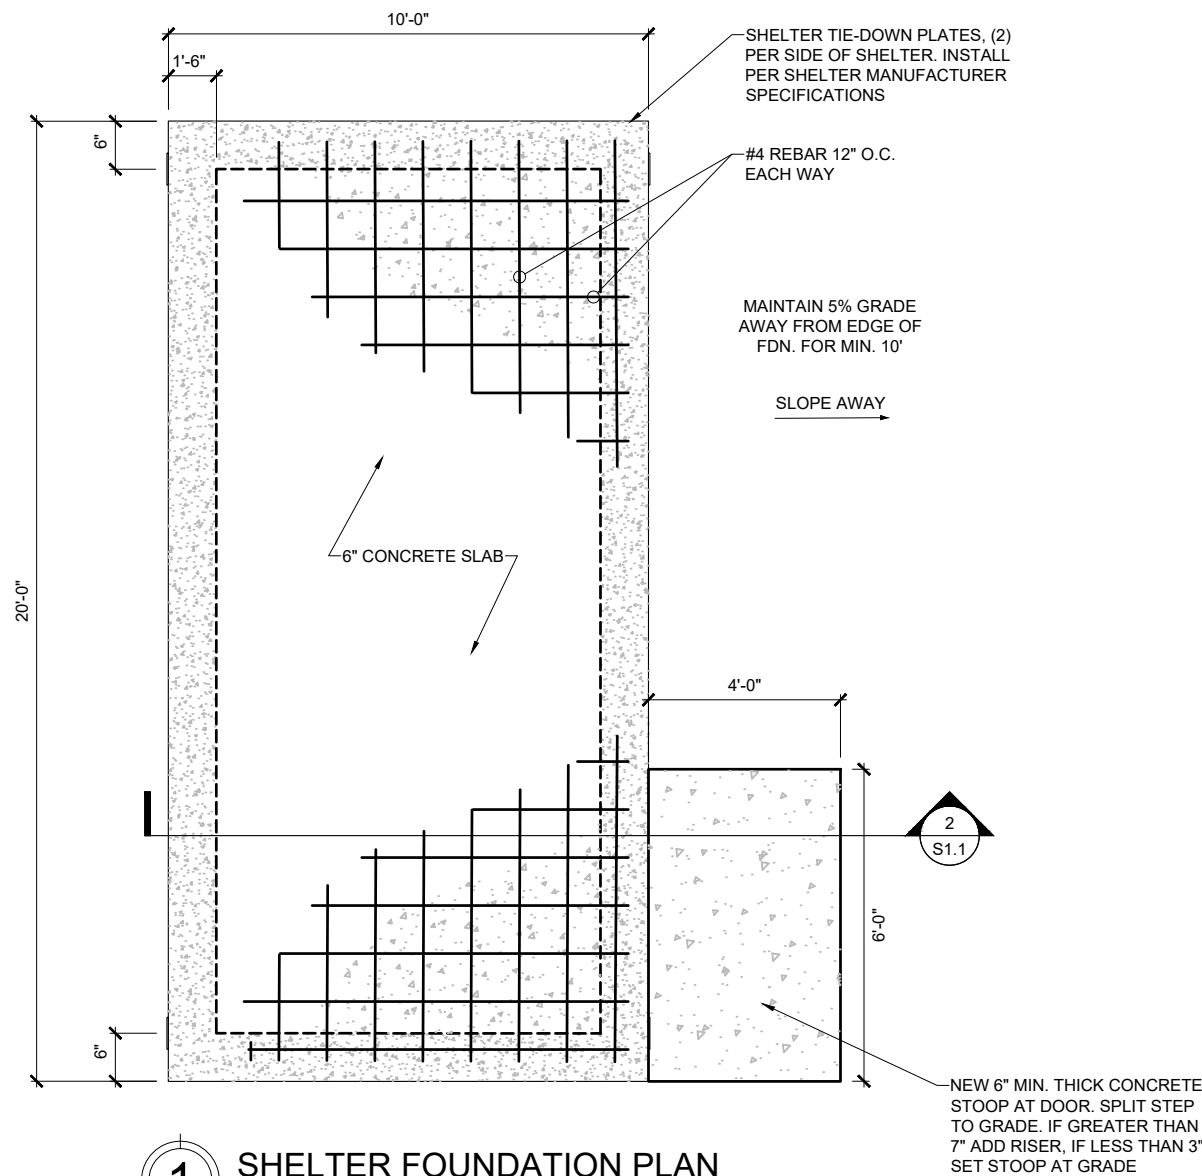 10'-0"
SHELTER TIE-DOWN PLATES, (2)
PER SIDE OF SHELTER. INSTALL
PER SHELTER MANUFACTURER
SPECIFICATIONS
1'-6"
6"
#4 REBAR 12" O.C.
EACH WAY
MAINTAIN 5% GRADE
AWAY FROM EDGE OF
FDN. FOR MIN. 10'
SLOPE AWAY
6" CONCRETE SLAB
20'-0"
4'-0"
2
S1.1
6'-0"
6"
NEW 6" MIN. THICK CONCRETE
STOOP AT DOOR. SPLIT STEP
TO GRADE. IF GREATER THAN
7" ADD RISER, IF LESS THAN 3"
SET STOOP AT GRADE
1
SHELTER FOUNDATION PLAN